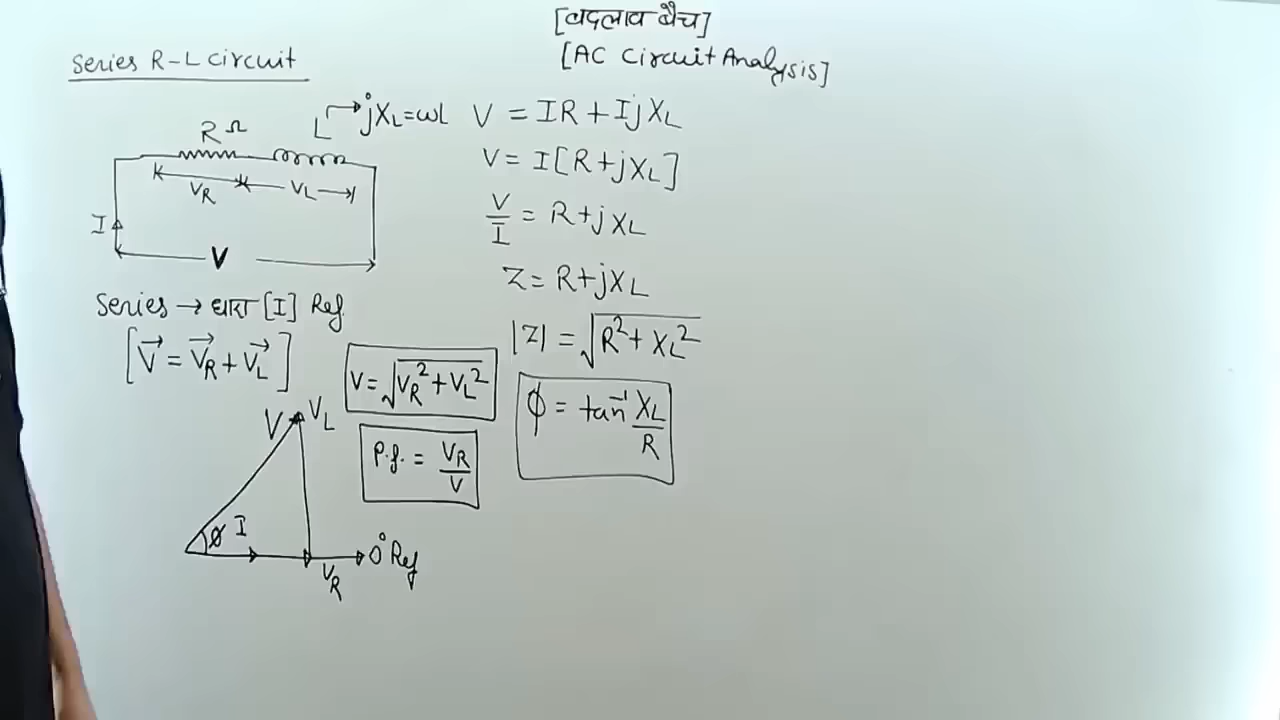 [बदलाव बैच]
[AC Circuit Analysis]
Series R-L Circuit
R Ω
L → jXL=ωL
VR
VL
I
V
Series → धारा [I] Ref.
[V⃗ = V⃗R + V⃗L]
V VL
ø I
0° Ref
VR
V = √VR² + VL²
P.f. = VR/V
V = IR + IjXL
V = I[R+jXL]
V/I = R+jXL
Z = R+jXL
|Z| = √R² + XL²
ϕ = tan⁻¹ XL/R